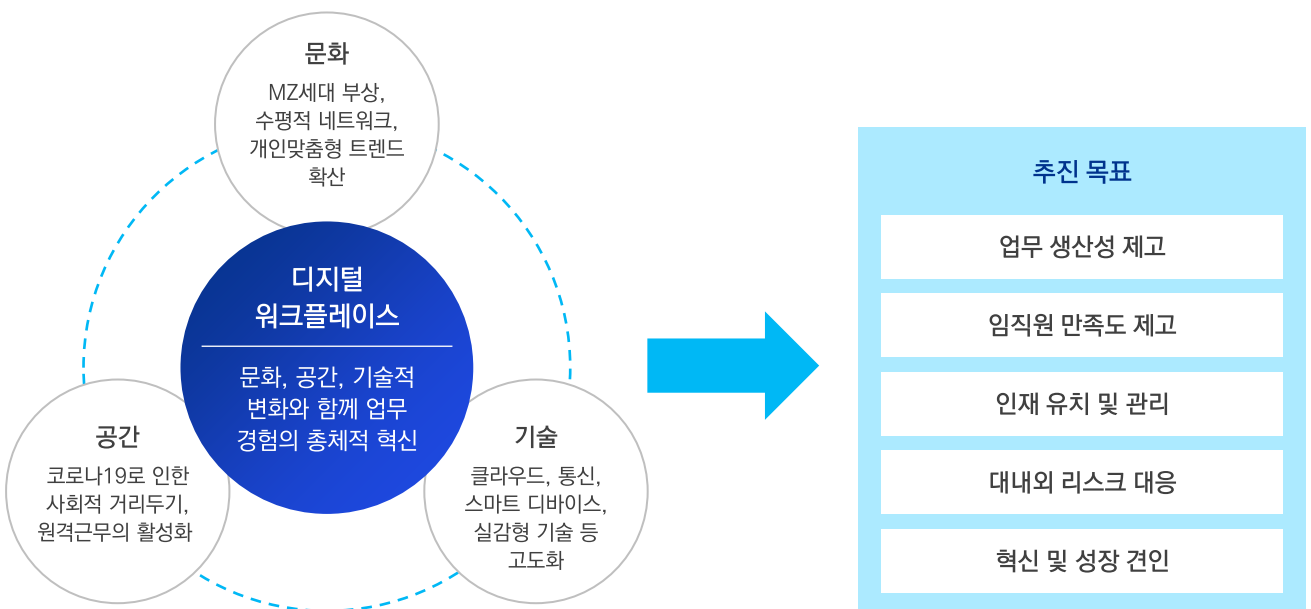 문화
MZ세대 부상,
수평적 네트워크,
개인맞춤형 트렌드
확산
디지털
워크플레이스
문화, 공간, 기술적
변화와 함께 업무
경험의 총체적 혁신
공간
코로나19로 인한
사회적 거리두기,
원격근무의 활성화
기술
클라우드, 통신,
스마트 디바이스,
실감형 기술 등
고도화
추진 목표
업무 생산성 제고
임직원 만족도 제고
인재 유치 및 관리
대내외 리스크 대응
혁신 및 성장 견인